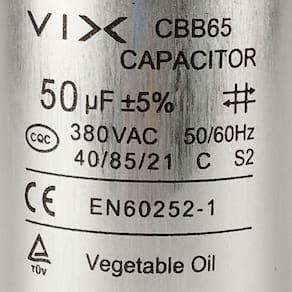 VIX CBB65
CAPACITOR
50 μF ±5%
CQC 380VAC 50/60Hz
40/85/21 C S2
CE EN60252-1
TÜV Vegetable Oil